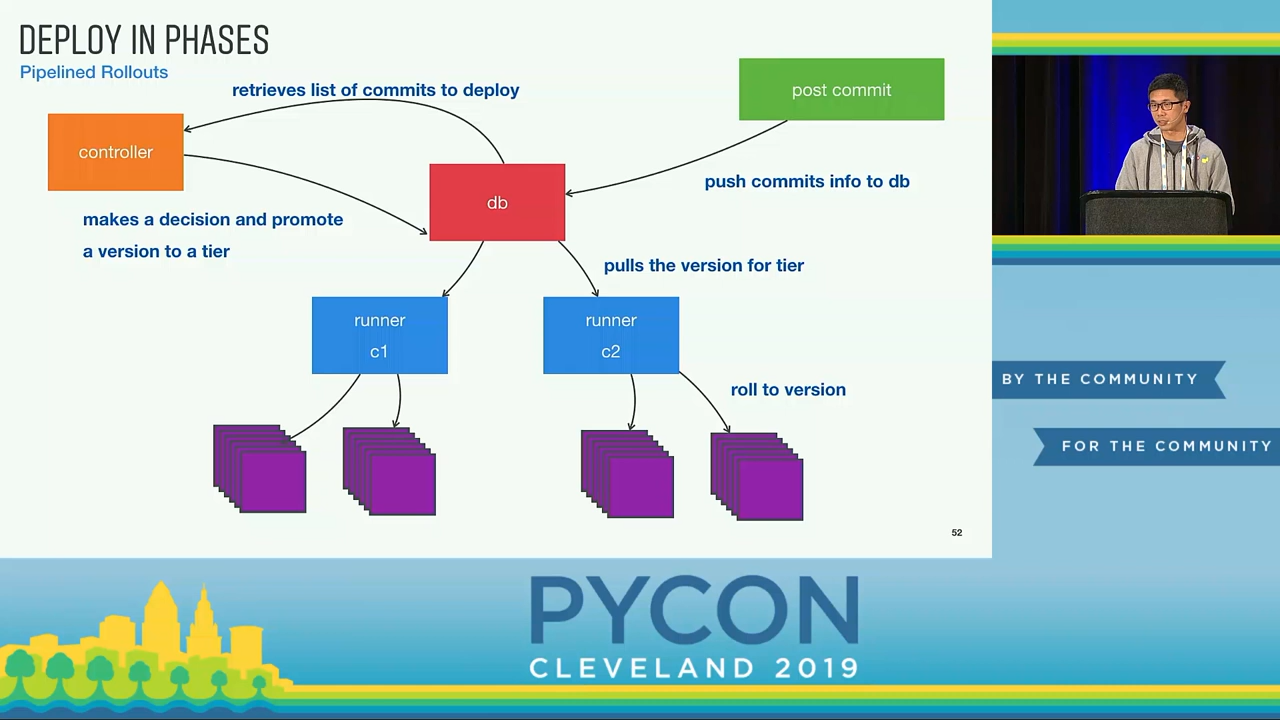 DEPLOY IN PHASES
Pipelined Rollouts
retrieves list of commits to deploy
post commit
controller
push commits info to db
db
makes a decision and promote
a version to a tier
pulls the version for tier
runner
c1
runner
c2
roll to version
52
BY THE COMMUNITY
FOR THE COMMUNITY
PYCON
CLEVELAND 2019